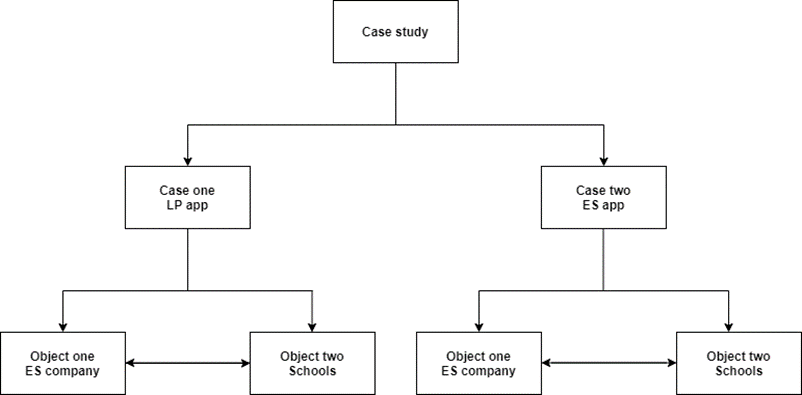 Case study
Case one
LP app
Case two
ES app
Object one
ES company
Object two
Schools
Object one
ES company
Object two
Schools